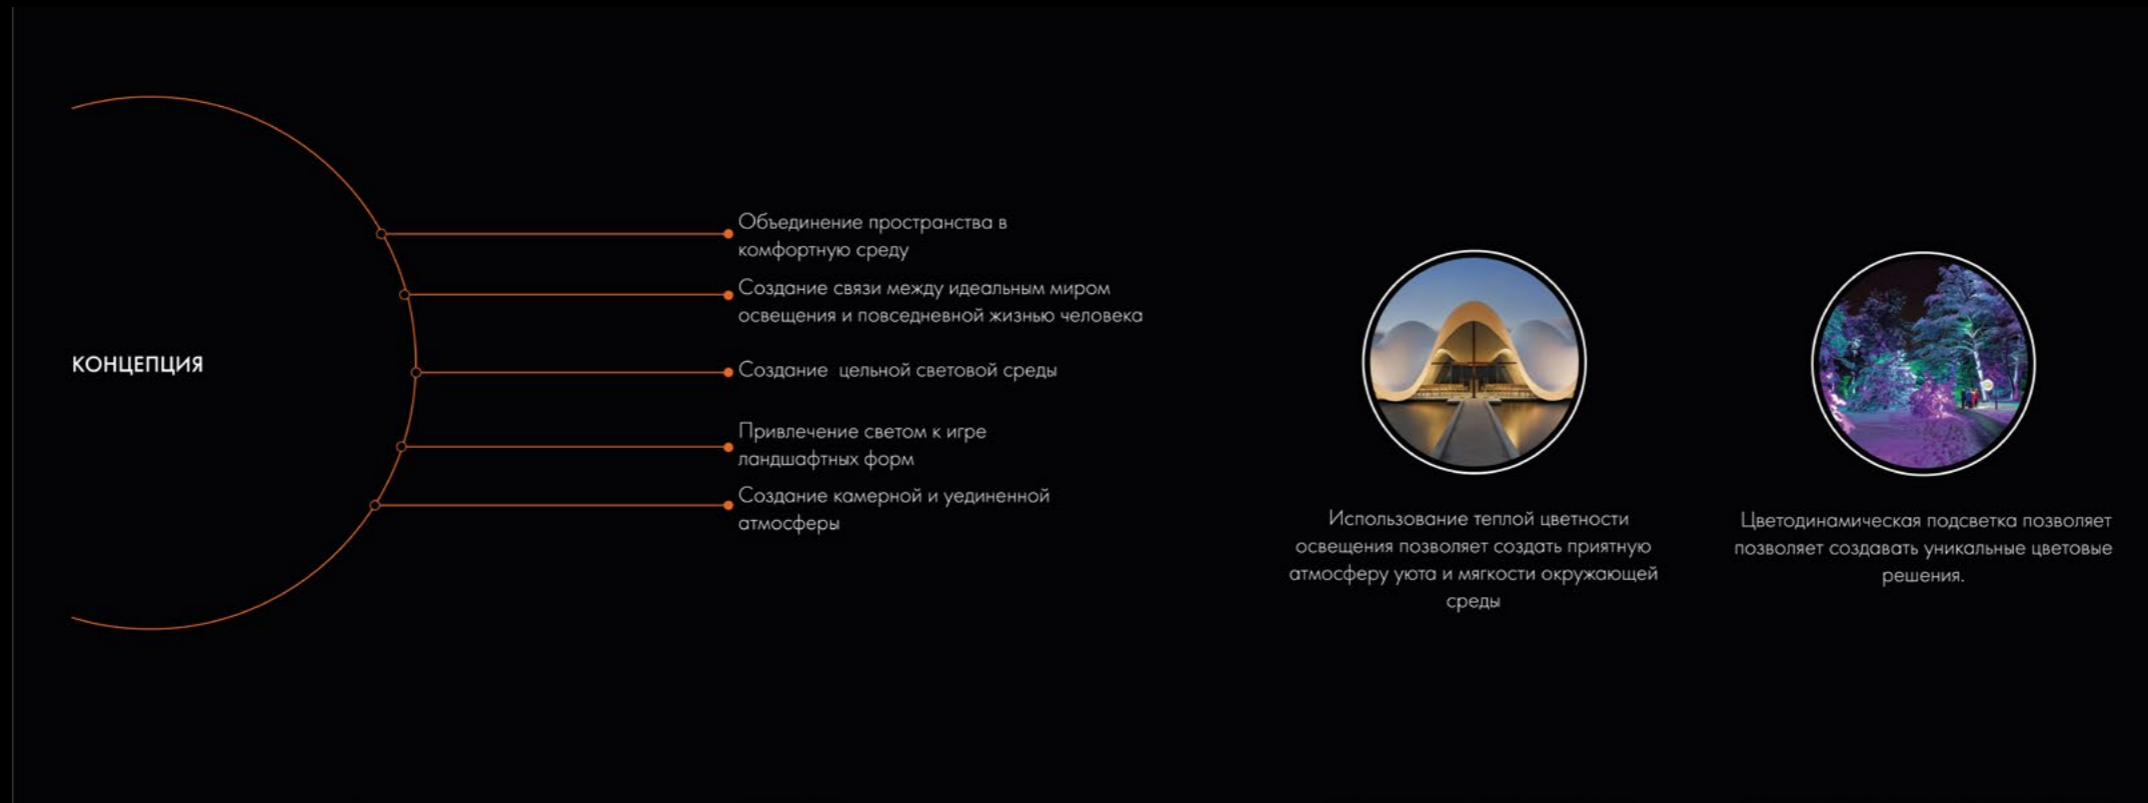 КОНЦЕПЦИЯ
Объединение пространства в
комфортную среду
Создание связи между идеальным миром
освещения и повседневной жизнью человека
Создание цельной световой среды
Привлечение светом к игре
ландшафтных форм
Создание камерной и уединенной
атмосферы
Использование теплой цветности
освещения позволяет создать приятную
атмосферу уюта и мягкости окружающей
среды
Цветодинамическая подсветка позволяет
позволяет создавать уникальные цветовые
решения.